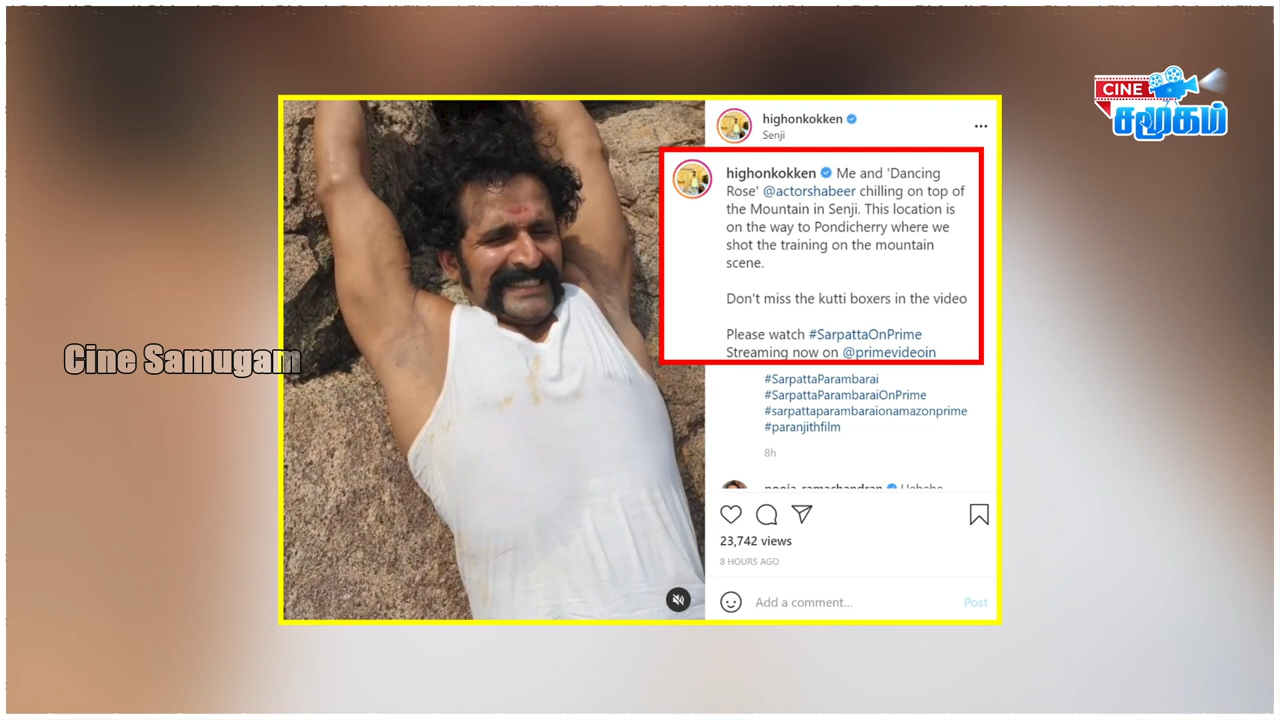 CINE
சமூகம்
highonkokken
Senji
highonkokken Me and 'Dancing
Rose' @actorshabeer chilling on top of
the Mountain in Senji. This location is
on the way to Pondicherry where we
shot the training on the mountain
scene.
Don't miss the kutti boxers in the video
Please watch #SarpattaOnPrime
Streaming now on @primevideoin
#SarpattaParambarai
#SarpattaParambaraiOnPrime
#sarpattaparambaraionamazonprime
#paranjithfilm
8h
pooja_ramachandran Hehehe
23,742 views
8 HOURS AGO
Add a comment... Post
Cine Samugam